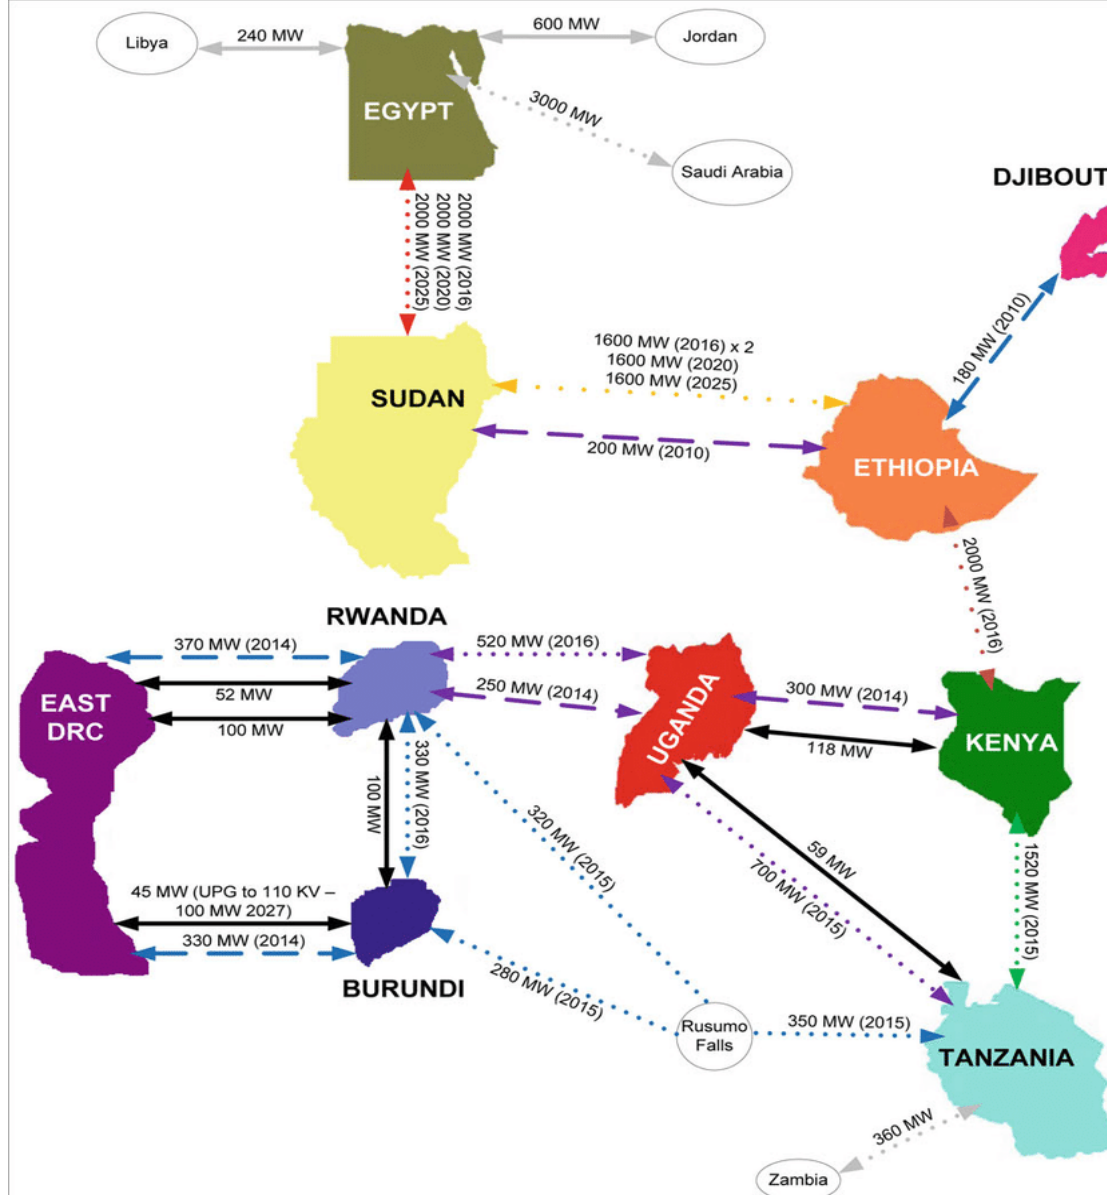 Libya
240 MW
600 MW
Jordan
EGYPT
3000 MW
Saudi Arabia
DJIBOUT
2000 MW (2016)
2000 MW (2020)
2000 MW (2025)
180 MW (2010)
1600 MW (2016) x 2
1600 MW (2020)
1600 MW (2025)
SUDAN
200 MW (2010)
ETHIOPIA
2000 MW (2016)
RWANDA
370 MW (2014)
520 MW (2016)
52 MW
250 MW (2014)
300 MW (2014)
EAST
DRC
100 MW
UGANDA
118 MW
KENYA
100 MW
330 MW (2016)
320 MW (2015)
59 MW
700 MW (2015)
1520 MW (2015)
45 MW (UPG to 110 KV –
100 MW 2027)
330 MW (2014)
BURUNDI
280 MW (2015)
Rusumo
Falls
350 MW (2015)
TANZANIA
360 MW
Zambia